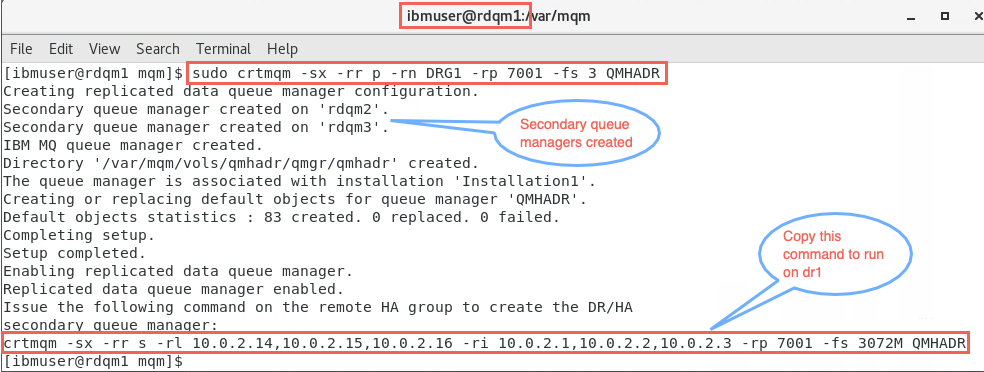 ibmuser@rdqm1:/var/mqm
File Edit View Search Terminal Help
[ibmuser@rdqm1 mqm]$ sudo crtmqm -sx -rr p -rn DRG1 -rp 7001 -fs 3 QMHADR
Creating replicated data queue manager configuration.
Secondary queue manager created on 'rdqm2'.
Secondary queue manager created on 'rdqm3'.
IBM MQ queue manager created.
Directory '/var/mqm/vols/qmhadr/qmgr/qmhadr' created.
The queue manager is associated with installation 'Installation1'.
Creating or replacing default objects for queue manager 'QMHADR'.
Default objects statistics : 83 created. 0 replaced. 0 failed.
Completing setup.
Setup completed.
Enabling replicated data queue manager.
Replicated data queue manager enabled.
Issue the following command on the remote HA group to create the DR/HA
secondary queue manager:
crtmqm -sx -rr s -rl 10.0.2.14,10.0.2.15,10.0.2.16 -ri 10.0.2.1,10.0.2.2,10.0.2.3 -rp 7001 -fs 3072M QMHADR
[ibmuser@rdqm1 mqm]$
Secondary queue
managers created
Copy this
command to run
on dr1